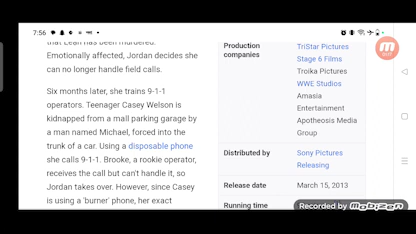 7:56
that Leah has been murdered.
Emotionally affected, Jordan decides she
can no longer handle field calls.
Six months later, she trains 9-1-1
operators. Teenager Casey Welson is
kidnapped from a mall parking garage by
a man named Michael, forced into the
trunk of a car. Using a disposable phone
she calls 9-1-1. Brooke, a rookie operator,
receives the call but can't handle it, so
Jordan takes over. However, since Casey
is using a 'burner' phone, her exact
Production
companies
TriStar Pictures
Stage 6 Films
Troika Pictures
WWE Studios
Amasia
Entertainment
Apotheosis Media
Group
Distributed by
Sony Pictures
Releasing
Release date
March 15, 2013
Running time
Recorded by Mobizen